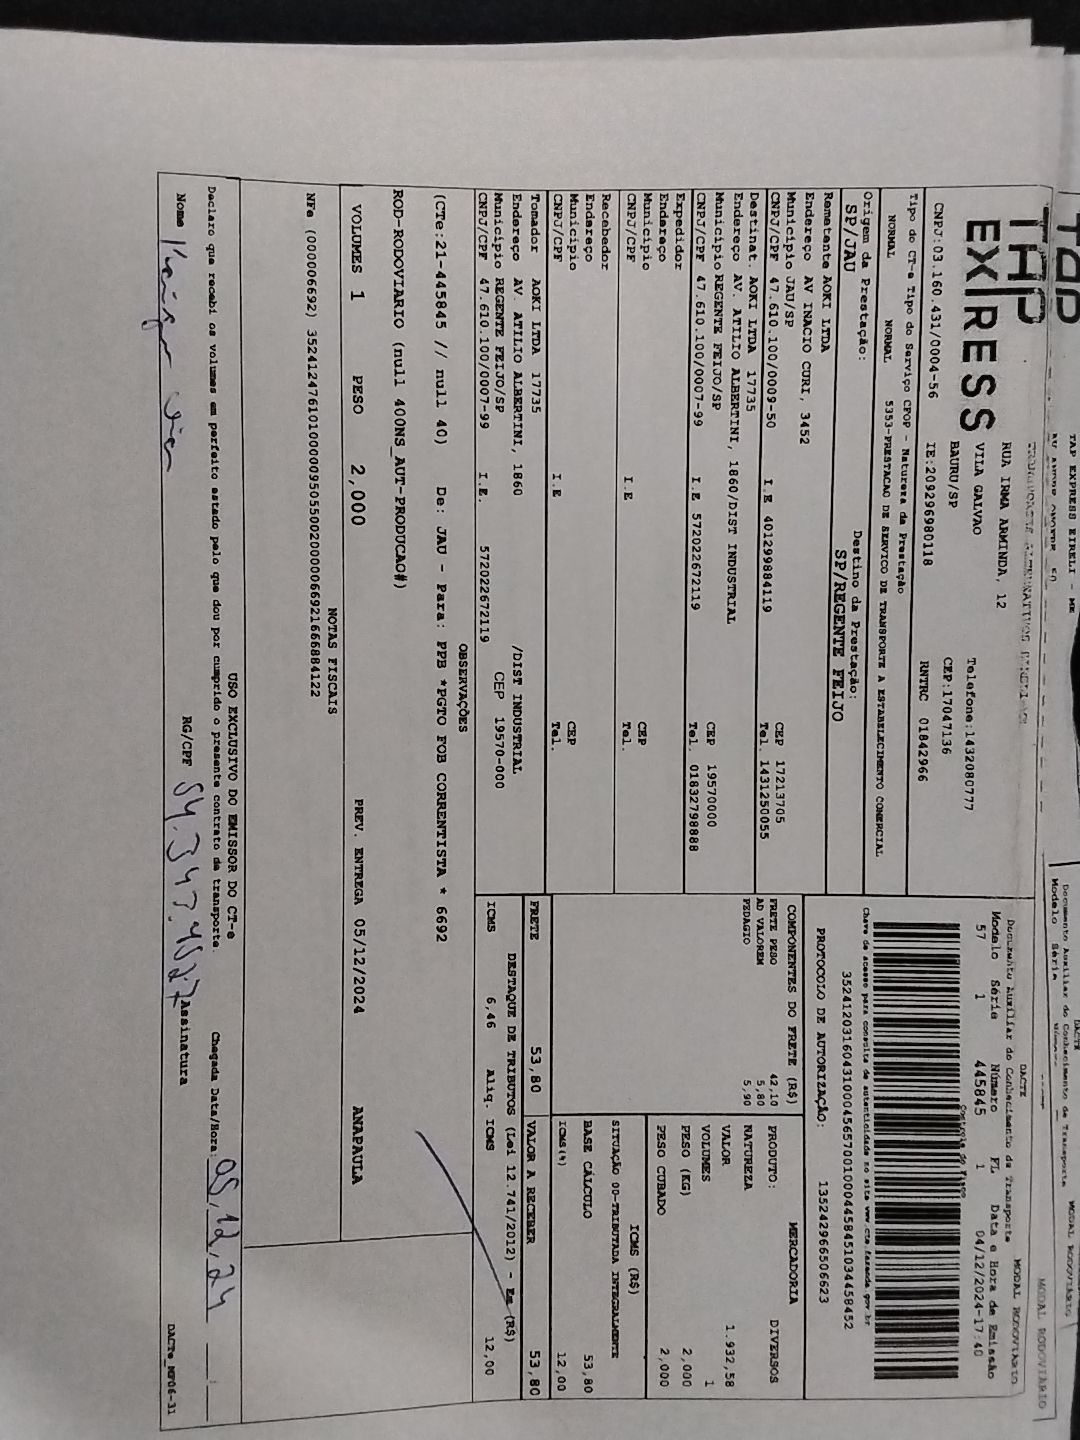 TAP EXPRESS EIRELI - ME
Documento Auxiliar do Conhecimento de Transporte
Modelo Série
MODAL RODOVIÁRIO
TAP
EXPRESS
RUA IRMA ARMINDA, 12
VILA GALVAO
BAURU/SP
Telefone:1432080777
CEP:17047136
CNPJ:03.160.431/0004-56 IE:209296980118 RNTRC 01842966
DACTE MODAL RODOVIARIO
Documento Auxiliar do Conhecimento de Transporte
Modelo Série Número FL Data e Hora de Emissão
57 1 445845 1 04/12/2024-17:40
Controle do Fisco
Chave de acesso para consulta de autenticidade no site www.cte.fazenda.gov.br
35241203160431000456570010004458451034458452
PROTOCOLO DE AUTORIZAÇÃO: 135242966506623
Tipo do CT-e Tipo do Serviço CFOP - Natureza da Prestação
NORMAL NORMAL 5353-PRESTACAO DE SERVICO DE TRANSPORTE A ESTABELECIMENTO COMERCIAL
Origem da Prestação: Destino da Prestação:
SP/JAU SP/REGENTE FEIJO
Remetente AOKI LTDA
Endereço AV INACIO CURI, 3452
Município JAU/SP CEP 17213705
CNPJ/CPF 47.610.100/0009-50 I.E 401299884119 Tel. 1431250055
Destinat. AOKI LTDA 17735
Endereço AV. ATILIO ALBERTINI, 1860/DIST INDUSTRIAL
Município REGENTE FEIJO/SP CEP 19570000
CNPJ/CPF 47.610.100/0007-99 I.E 572022672119 Tel. 01832798888
Expedidor
Endereço
Município CEP
CNPJ/CPF I.E Tel.
Recebedor
Endereço
Município CEP
CNPJ/CPF I.E Tel.
Tomador AOKI LTDA 17735
Endereço AV. ATILIO ALBERTINI, 1860 /DIST INDUSTRIAL
Município REGENTE FEIJO/SP CEP 19570-000
CNPJ/CPF 47.610.100/0007-99 I.E. 572022672119
COMPONENTES DO FRETE (R$)
FRETE PESO 42,10
AD VALOREM 5,80
PEDAGIO 5,90
MERCADORIA
PRODUTO: DIVERSOS
NATUREZA
VALOR 1.932,58
VOLUMES 1
PESO (KG) 2,000
PESO CUBADO 2,000
ICMS (R$)
SITUAÇÃO 00-TRIBUTADA INTEGRALMENTE
BASE CÁLCULO 53,80
ICMS(%) 12,00
FRETE 53,80 VALOR A RECEBER 53,80
DESTAQUE DE TRIBUTOS (Lei 12.741/2012) - Em (R$)
ICMS 6,46 Aliq. ICMS 12,00
OBSERVAÇÕES
(CTe:21-445845 // null 40) De: JAU - Para: PPB *PGTO FOB CORRENTISTA * 6692
ROD-RODOVIARIO (null 400NS_AUT-PRODUCAO#)
VOLUMES 1 PESO 2,000 PREV. ENTREGA 05/12/2024 ANAPAULA
NOTAS FISCAIS
NFe (000006692) 35241247610100000950550020000066921666884122
USO EXCLUSIVO DO EMISSOR DO CT-e
Declaro que recebi os volumes em perfeito estado pelo que dou por cumprido o presente contrato de transporte. Chegada Data/Hora: 05/12/24
Nome RG/CPF Assinatura
DACTe_MP06-31